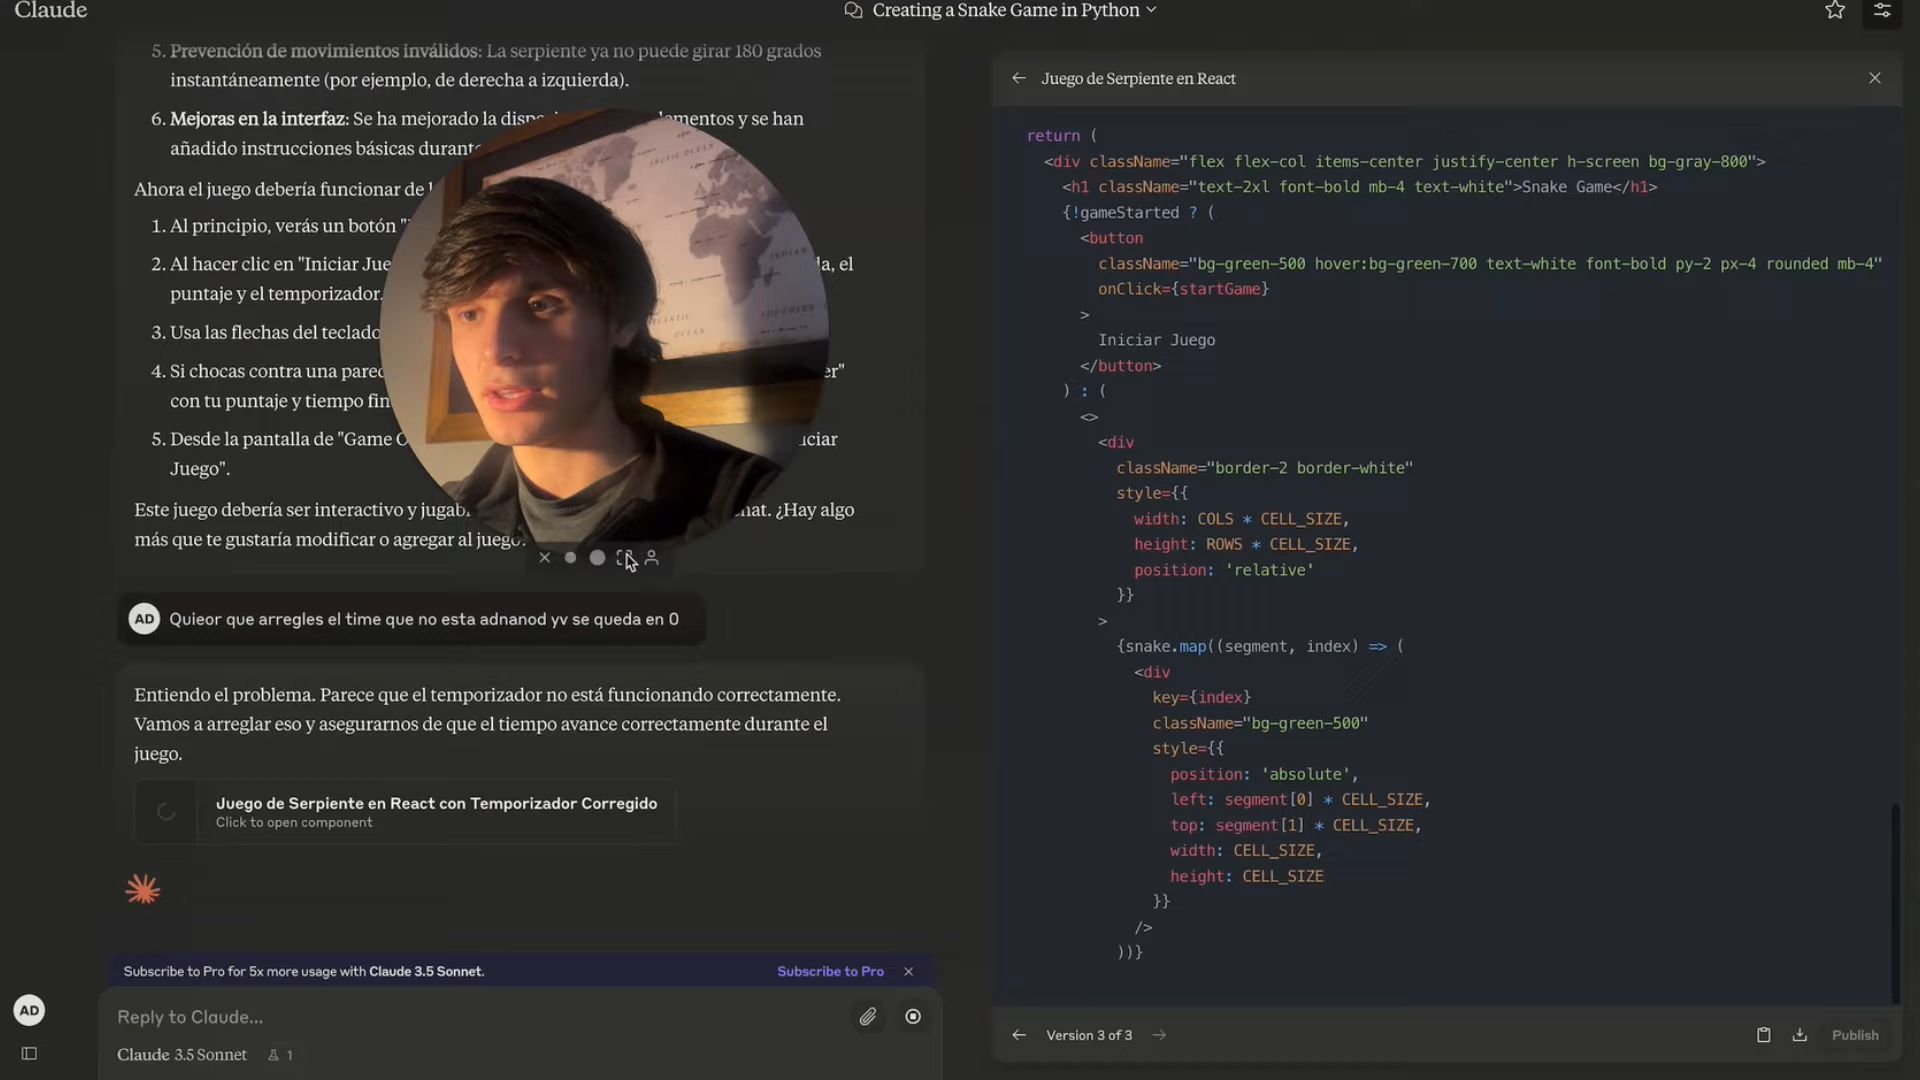 Claude
Creating a Snake Game in Python
5. Prevención de movimientos inválidos: La serpiente ya no puede girar 180 grados
instantáneamente (por ejemplo, de derecha a izquierda).
6. Mejoras en la interfaz: Se ha mejorado la
y se han
añadido instrucciones básicas
Ahora el juego debería funcionar de
1. Al principio, verás un botón
2. Al hacer clic en "Iniciar
el
puntaje y el temporizador.
3. Usa las flechas del teclado
4. Si chocas contra una
con tu puntaje y tiempo
5. Desde la pantalla de "Game
Juego".
Este juego debería ser interactivo y
¿Hay algo
más que te gustaría modificar o agregar al juego?
AD
Quieor que arregles el time que no esta adnanod yv se queda en 0
Entiendo el problema. Parece que el temporizador no está funcionando correctamente.
Vamos a arreglar eso y asegurarnos de que el tiempo avance correctamente durante el
juego.
Juego de Serpiente en React con Temporizador Corregido
Click to open component
Subscribe to Pro for 5x more usage with Claude 3.5 Sonnet.
Subscribe to Pro
AD
Reply to Claude...
Claude 3.5 Sonnet
1
Juego de Serpiente en React
return (
<div className="flex flex-col items-center justify-center h-screen bg-gray-800">
<h1 className="text-2xl font-bold mb-4 text-white">Snake Game</h1>
{!gameStarted ? (
<button
className="bg-green-500 hover:bg-green-700 text-white font-bold py-2 px-4 rounded mb-4"
onClick={startGame}
>
Iniciar Juego
</button>
) : (
<>
<div
className="border-2 border-white"
style={{
width: COLS * CELL_SIZE,
height: ROWS * CELL_SIZE,
position: 'relative'
}}
>
{snake.map((segment, index) => (
<div
key={index}
className="bg-green-500"
style={{
position: 'absolute',
left: segment[0] * CELL_SIZE,
top: segment[1] * CELL_SIZE,
width: CELL_SIZE,
height: CELL_SIZE
}}
/>
))}
Version 3 of 3
Publish